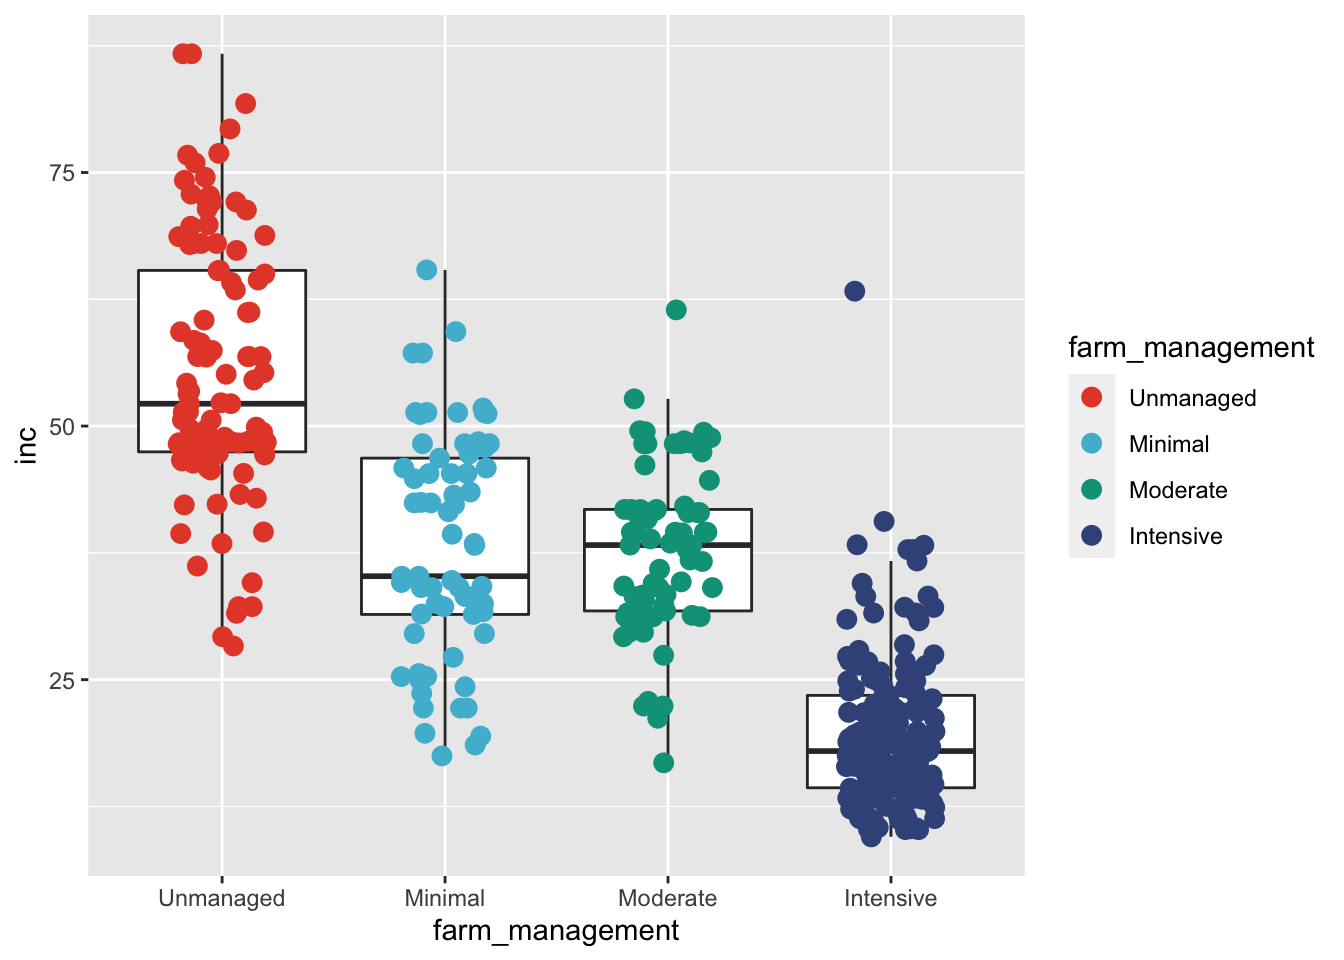 75
50
25
inc
Unmanaged
Minimal
Moderate
Intensive
farm_management
farm_management
Unmanaged
Minimal
Moderate
Intensive